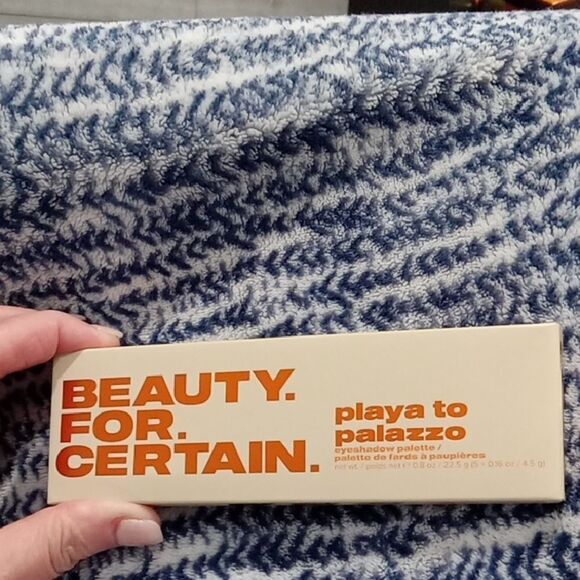 BEAUTY.
FOR.
CERTAIN.
playa to
palazzo
eyeshadow palette /
palette de fards à paupières
net wt. / poids net ℮ 0.8 oz / 22.5 g (5 × 0.16 oz / 4.5 g)